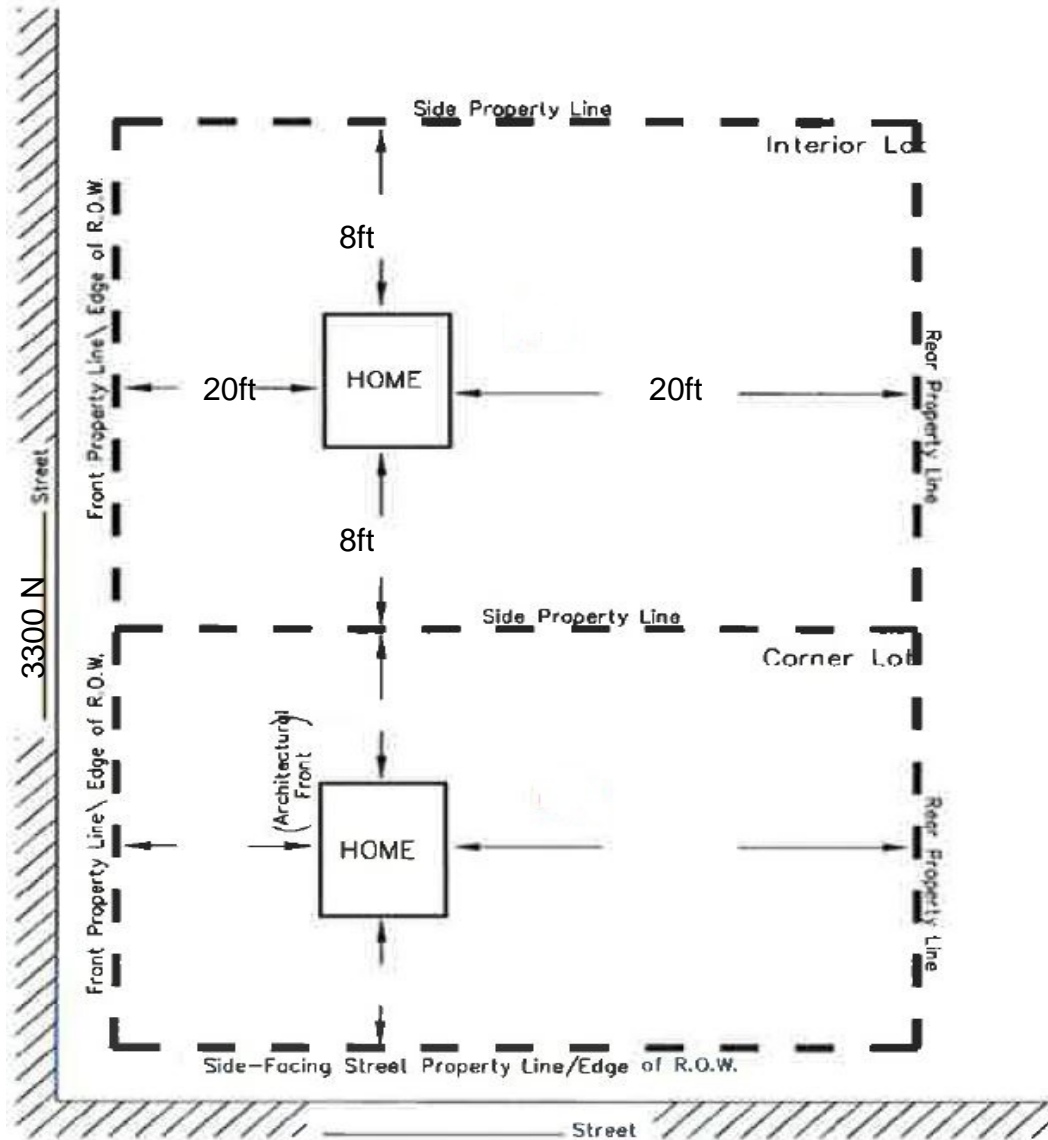 Side Property Line
Interior Lot
Front Property Line\ Edge of R.O.W.
8ft
20ft
HOME
20ft
Rear Property Line
8ft
3300 N Street
Side Property Line
Corner Lot
Front Property Line\ Edge of R.O.W.
(Architectural
Front)
HOME
Rear Property Line
Side-Facing Street Property Line/Edge of R.O.W.
Street